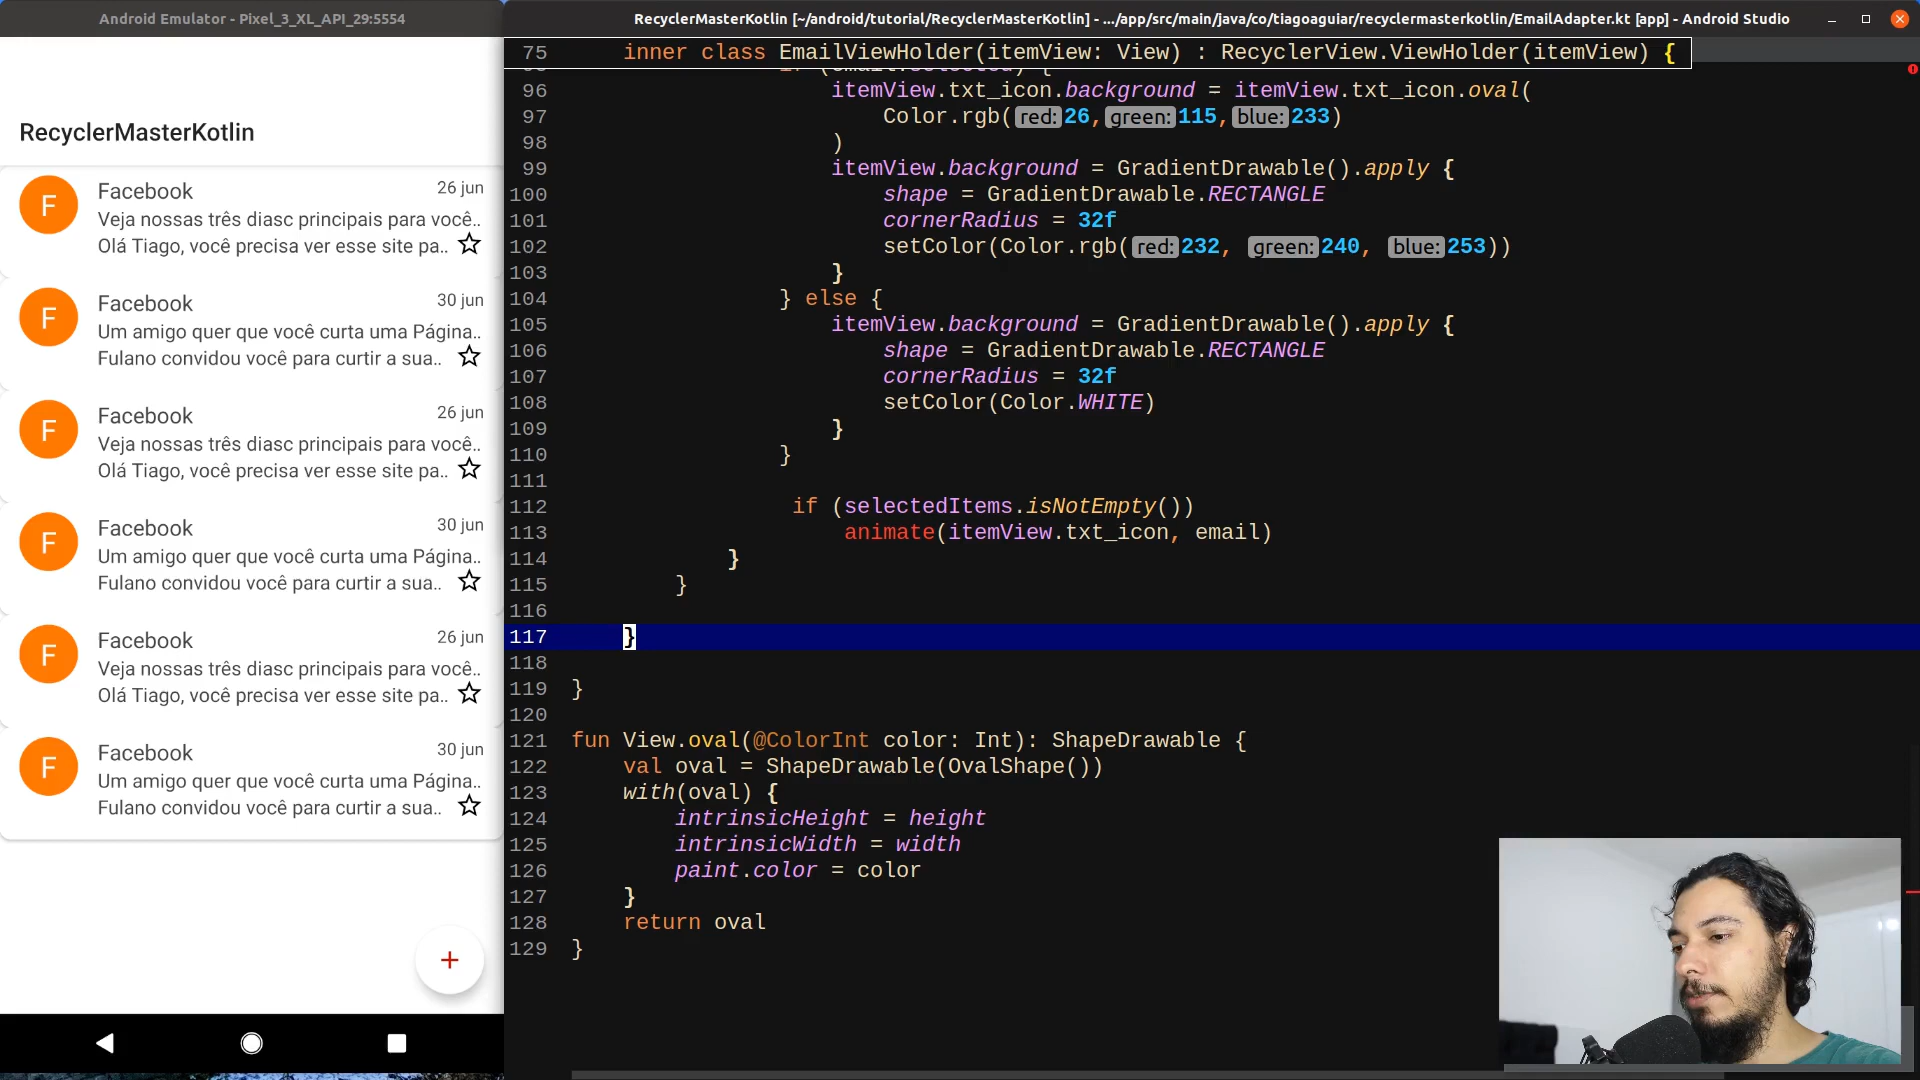 Android Emulator - Pixel_3_XL_API_29:5554
RecyclerMasterKotlin [~/android/tutorial/RecyclerMasterKotlin] - .../app/src/main/java/co/tiagoaguiar/recyclermasterkotlin/EmailAdapter.kt [app] - Android Studio
RecyclerMasterKotlin
F
Facebook
26 jun
Veja nossas três diasc principais para você..
Olá Tiago, você precisa ver esse site pa..
F
Facebook
30 jun
Um amigo quer que você curta uma Página..
Fulano convidou você para curtir a sua..
F
Facebook
26 jun
Veja nossas três diasc principais para você..
Olá Tiago, você precisa ver esse site pa..
F
Facebook
30 jun
Um amigo quer que você curta uma Página..
Fulano convidou você para curtir a sua..
F
Facebook
26 jun
Veja nossas três diasc principais para você..
Olá Tiago, você precisa ver esse site pa..
F
Facebook
30 jun
Um amigo quer que você curta uma Página..
Fulano convidou você para curtir a sua..
+
75 inner class EmailViewHolder(itemView: View) : RecyclerView.ViewHolder(itemView) {
96 itemView.txt_icon.background = itemView.txt_icon.oval(
97 Color.rgb( red: 26, green: 115, blue: 233)
98 )
99 itemView.background = GradientDrawable().apply {
100 shape = GradientDrawable.RECTANGLE
101 cornerRadius = 32f
102 setColor(Color.rgb( red: 232, green: 240, blue: 253))
103 }
104 } else {
105 itemView.background = GradientDrawable().apply {
106 shape = GradientDrawable.RECTANGLE
107 cornerRadius = 32f
108 setColor(Color.WHITE)
109 }
110 }
111
112 if (selectedItems.isNotEmpty())
113 animate(itemView.txt_icon, email)
114 }
115 }
116
117 }
118
119 }
120
121 fun View.oval(@ColorInt color: Int): ShapeDrawable {
122 val oval = ShapeDrawable(OvalShape())
123 with(oval) {
124 intrinsicHeight = height
125 intrinsicWidth = width
126 paint.color = color
127 }
128 return oval
129 }